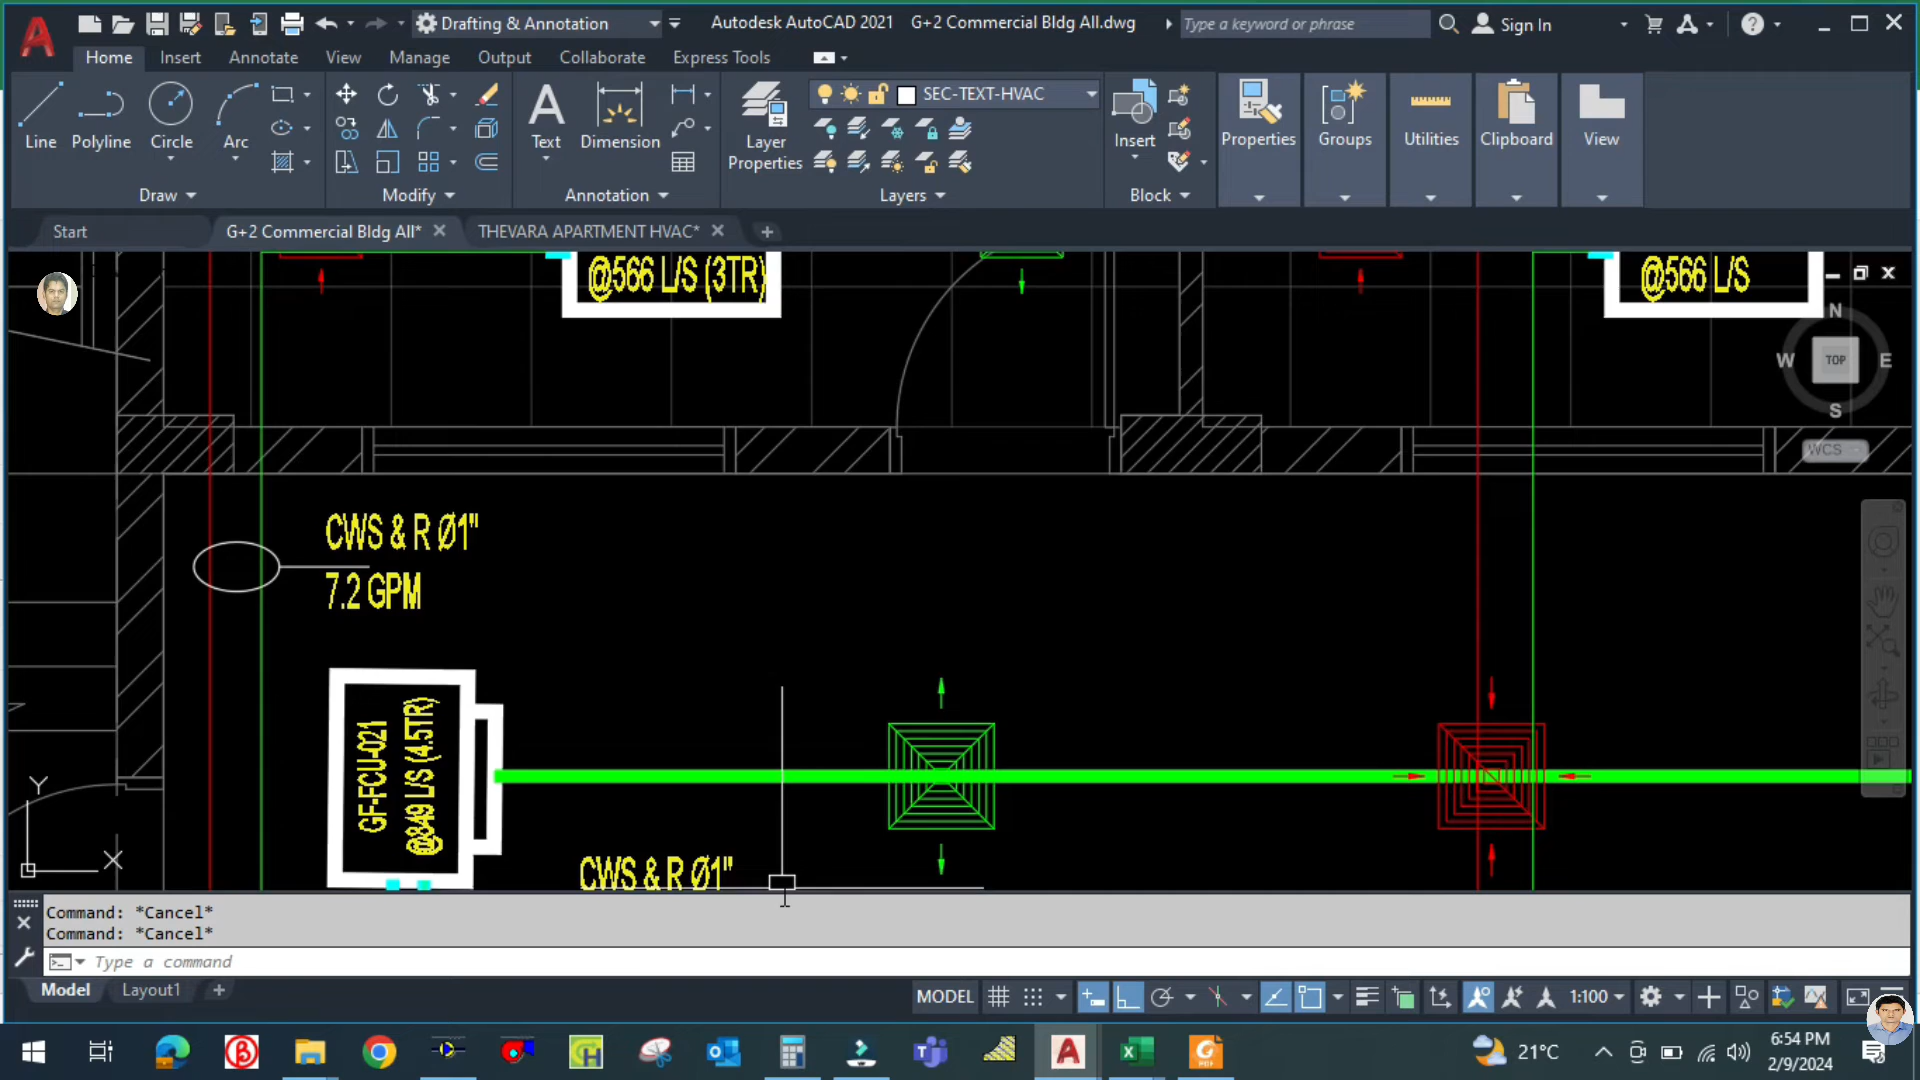 Drafting & Annotation
Autodesk AutoCAD 2021 G+2 Commercial Bldg All.dwg
Type a keyword or phrase
Sign In
Home Insert Annotate View Manage Output Collaborate Express Tools
SEC-TEXT-HVAC
Line Polyline Circle Arc
Text Dimension
Layer Properties
Insert
Properties Groups Utilities Clipboard View
Draw Modify Annotation Layers Block
Start G+2 Commercial Bldg All* THEVARA APARTMENT HVAC*
@566 L/S (3TR)
@566 L/S
N
W TOP E
S
WCS
CWS & R Ø1"
7.2 GPM
GF-FCU-021
@849 L/S (4.5TR)
CWS & R Ø1"
Y
X
Command: *Cancel*
Command: *Cancel*
Type a command
Model Layout1
MODEL
1:100
21°C
6:54 PM
2/9/2024